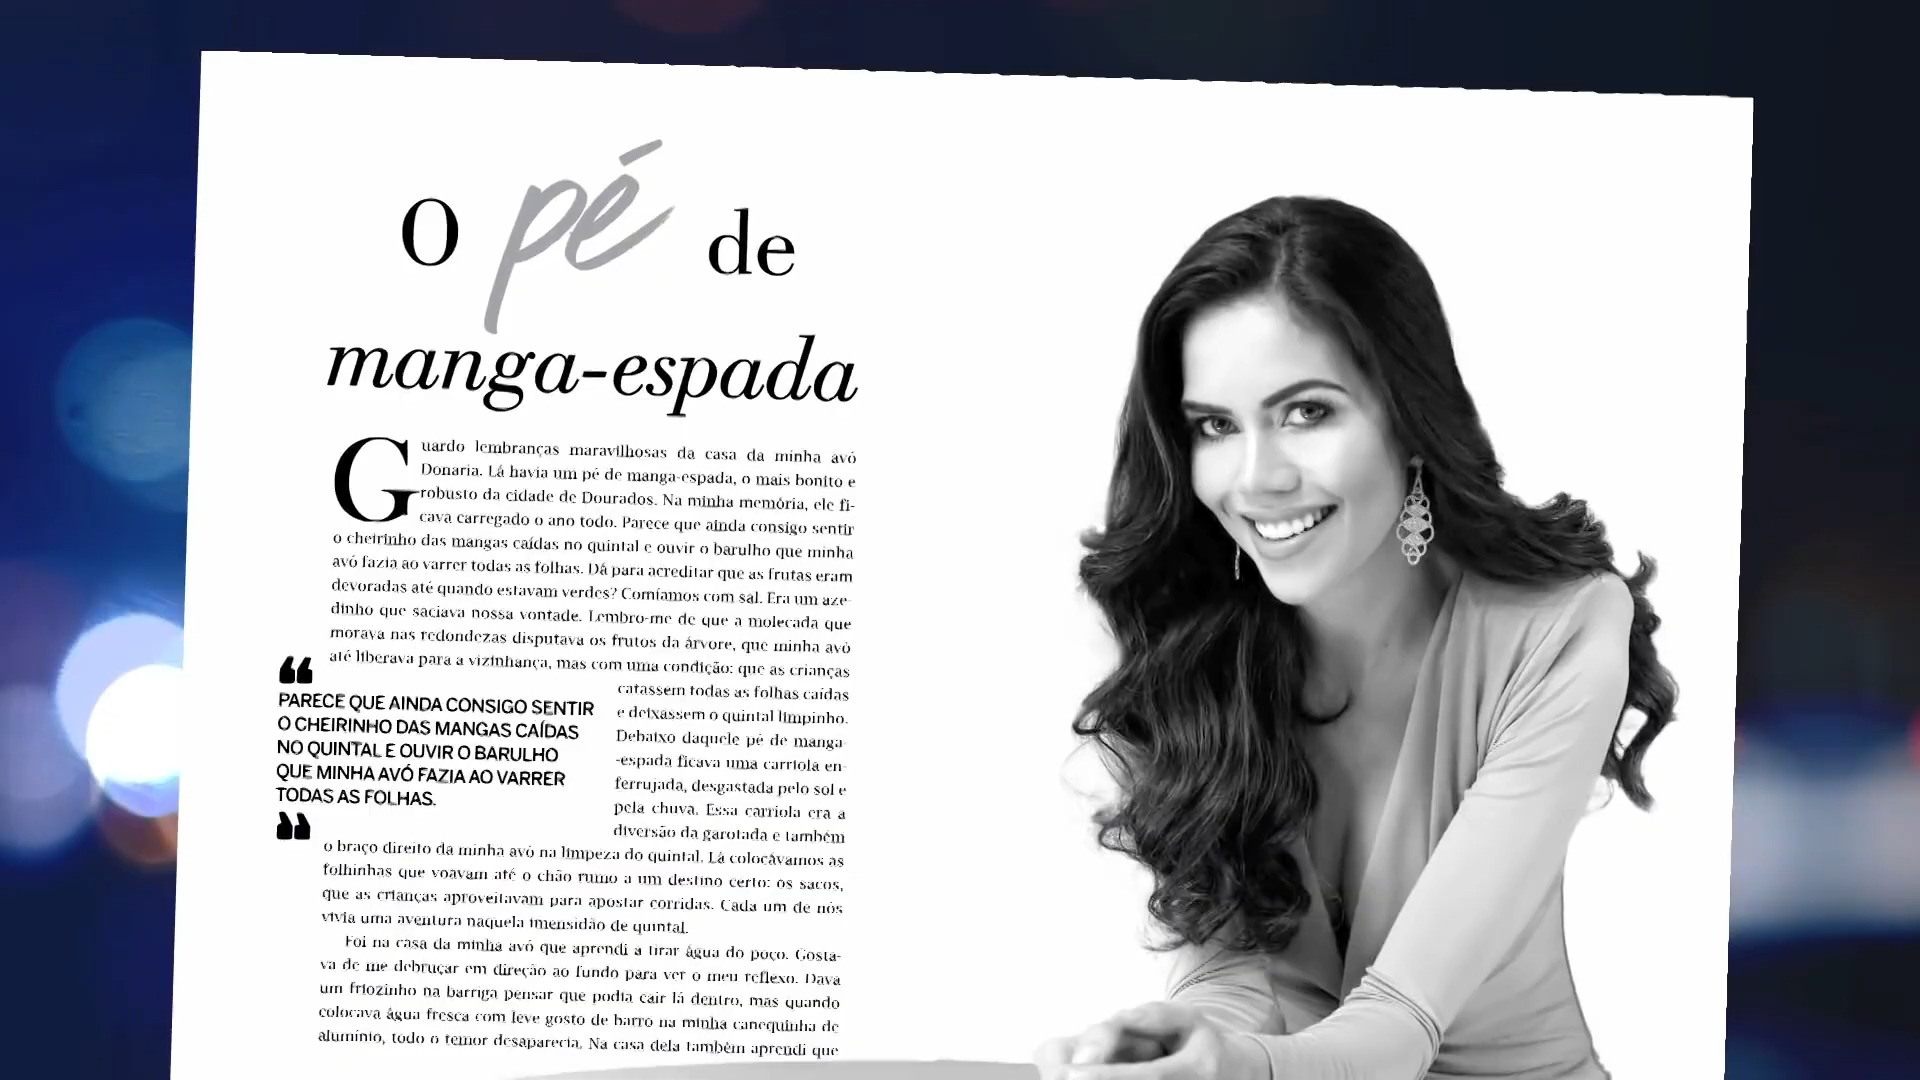 O pé de
manga-espada
Guardo lembranças maravilhosas da casa da minha avó
Donaria. Lá havia um pé de manga-espada, o mais bonito e
robusto da cidade de Dourados. Na minha memória, ele fi-
cava carregado o ano todo. Parece que ainda consigo sentir
o cheirinho das mangas caídas no quintal e ouvir o barulho que minha
avó fazia ao varrer todas as folhas. Dá para acreditar que as frutas eram
devoradas até quando estavam verdes? Comíamos com sal. Era um aze-
dinho que saciava nossa vontade. Lembro-me de que a molecada que
morava nas redondezas disputava os frutos da árvore, que minha avó
até liberava para a vizinhança, mas com uma condição: que as crianças
catassem todas as folhas caídas
e deixassem o quintal limpinho.
Debaixo daquele pé de manga-
-espada ficava uma carriola en-
ferrujada, desgastada pelo sol e
pela chuva. Essa carriola era a
diversão da garotada e também
“
PARECE QUE AINDA CONSIGO SENTIR
O CHEIRINHO DAS MANGAS CAÍDAS
NO QUINTAL E OUVIR O BARULHO
QUE MINHA AVÓ FAZIA AO VARRER
TODAS AS FOLHAS.
”
o braço direito da minha avó na limpeza do quintal. Lá colocávamos as
folhinhas que voavam até o chão rumo a um destino certo: os sacos,
que as crianças aproveitavam para apostar corridas. Cada um de nós
vivia uma aventura naquela imensidão de quintal.
Foi na casa da minha avó que aprendi a tirar água do poço. Gosta-
va de me debruçar em direção ao fundo para ver o meu reflexo. Dava
um friozinho na barriga pensar que podia cair lá dentro, mas quando
colocava água fresca com leve gosto de barro na minha canequinha de
alumínio, todo o temor desaparecia. Na casa dela também aprendi que